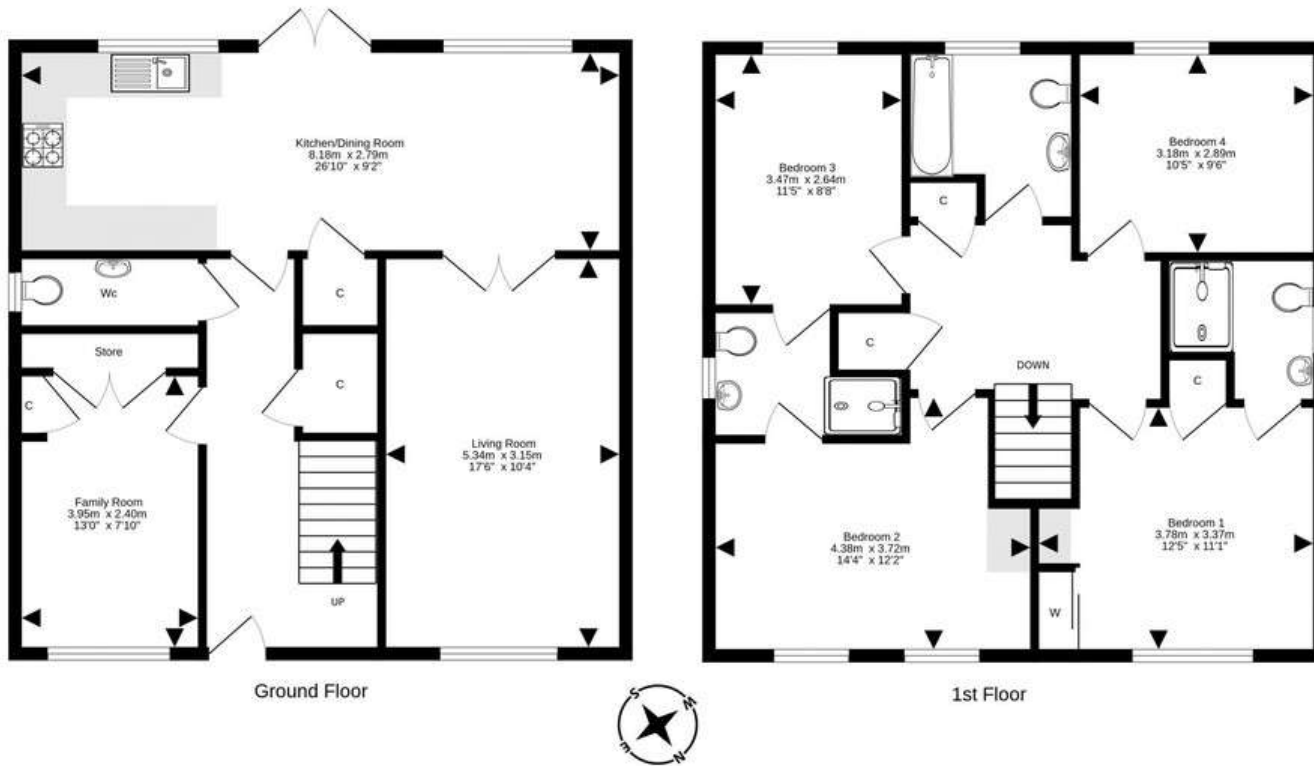 Kitchen/Dining Room
8.18m x 2.79m
26'10" x 9'2"
Wc
C
Store
C
C
Living Room
5.34m x 3.15m
17'6" x 10'4"
Family Room
3.95m x 2.40m
13'0" x 7'10"
UP
Ground Floor
Bedroom 3
3.47m x 2.64m
11'5" x 8'8"
Bedroom 4
3.18m x 2.89m
10'5" x 9'6"
C
C
DOWN
C
Bedroom 2
4.38m x 3.72m
14'4" x 12'2"
Bedroom 1
3.78m x 3.37m
12'5" x 11'1"
W
1st Floor
S
W
E
N